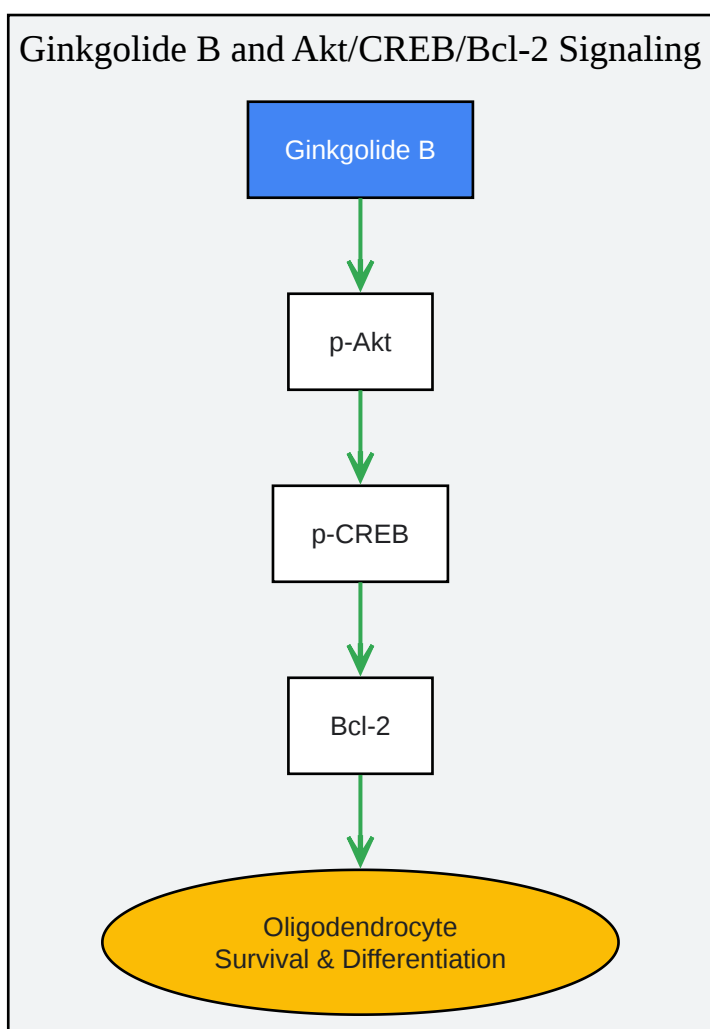 Ginkgolide B and Akt/CREB/Bcl-2 Signaling
Ginkgolide B
p-Akt
p-CREB
Bcl-2
Oligodendrocyte
Survival & Differentiation